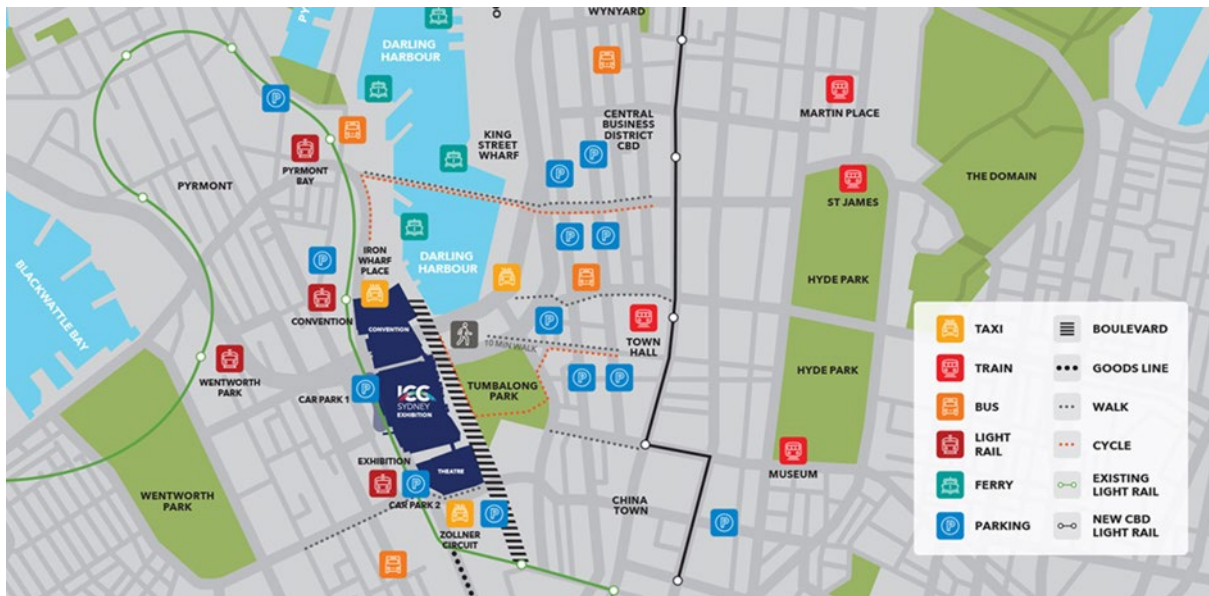 WYNYARD
DARLING
HARBOUR
MARTIN PLACE
CENTRAL
BUSINESS
DISTRICT
CBD
KING
STREET
WHARF
PYRMONT
BAY
PYRMONT
THE DOMAIN
ST JAMES
IRON
WHARF
PLACE
DARLING
HARBOUR
HYDE PARK
BLACKWATTLE BAY
CONVENTION
CONVENTION
TOWN
HALL
10 MIN WALK
WENTWORTH
PARK
CAR PARK 1
ICC
SYDNEY
EXHIBITION
TUMBALONG
PARK
HYDE PARK
EXHIBITION
THEATRE
MUSEUM
WENTWORTH
PARK
CAR PARK 2
CHINA
TOWN
ZOLLNER
CIRCUIT
TAXI
TRAIN
BUS
LIGHT
RAIL
FERRY
PARKING
BOULEVARD
GOODS LINE
WALK
CYCLE
EXISTING
LIGHT RAIL
NEW CBD
LIGHT RAIL
P
P
P
P
P
P
P
P
P
P
P
P
P